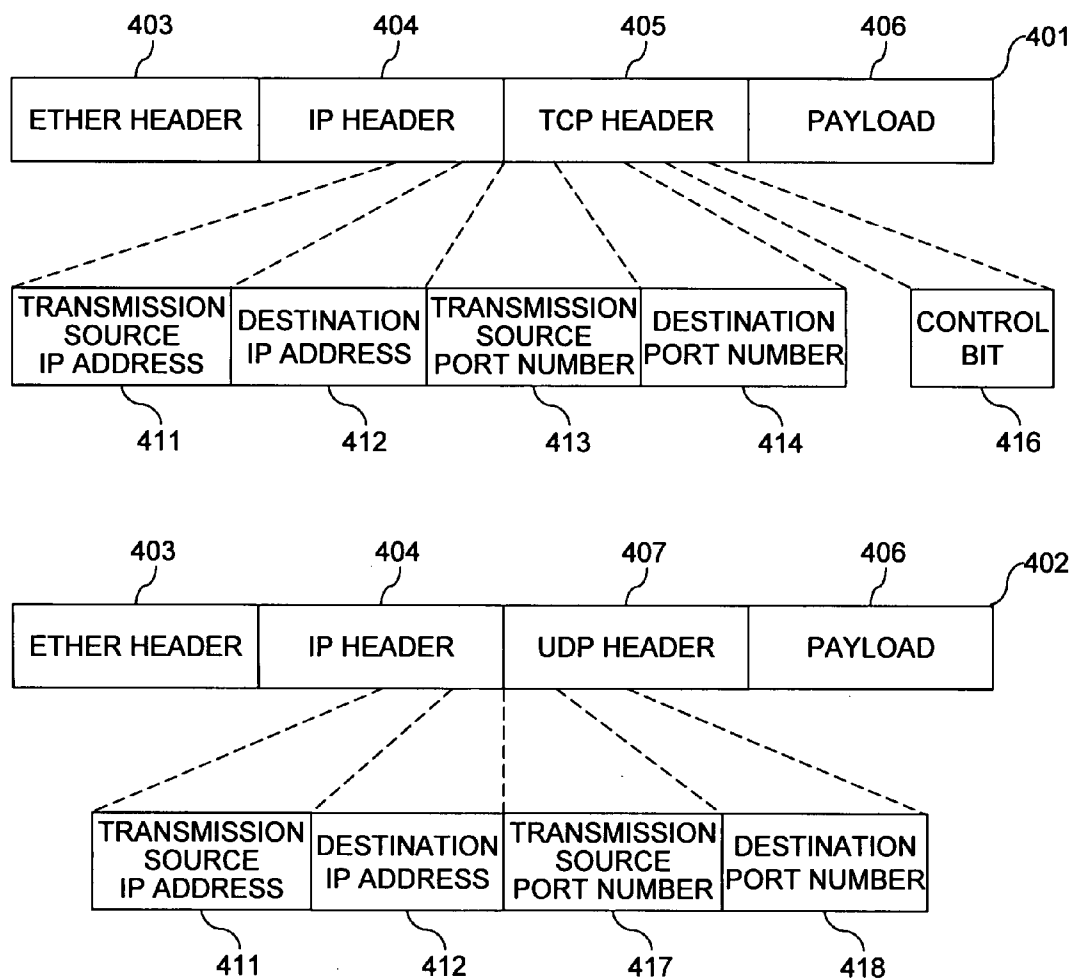 403 404 405 406 401
ETHER HEADER IP HEADER TCP HEADER PAYLOAD
TRANSMISSION SOURCE IP ADDRESS
DESTINATION IP ADDRESS
TRANSMISSION SOURCE PORT NUMBER
DESTINATION PORT NUMBER
CONTROL BIT
411 412 413 414 416
403 404 407 406 402
ETHER HEADER IP HEADER UDP HEADER PAYLOAD
TRANSMISSION SOURCE IP ADDRESS
DESTINATION IP ADDRESS
TRANSMISSION SOURCE PORT NUMBER
DESTINATION PORT NUMBER
411 412 417 418